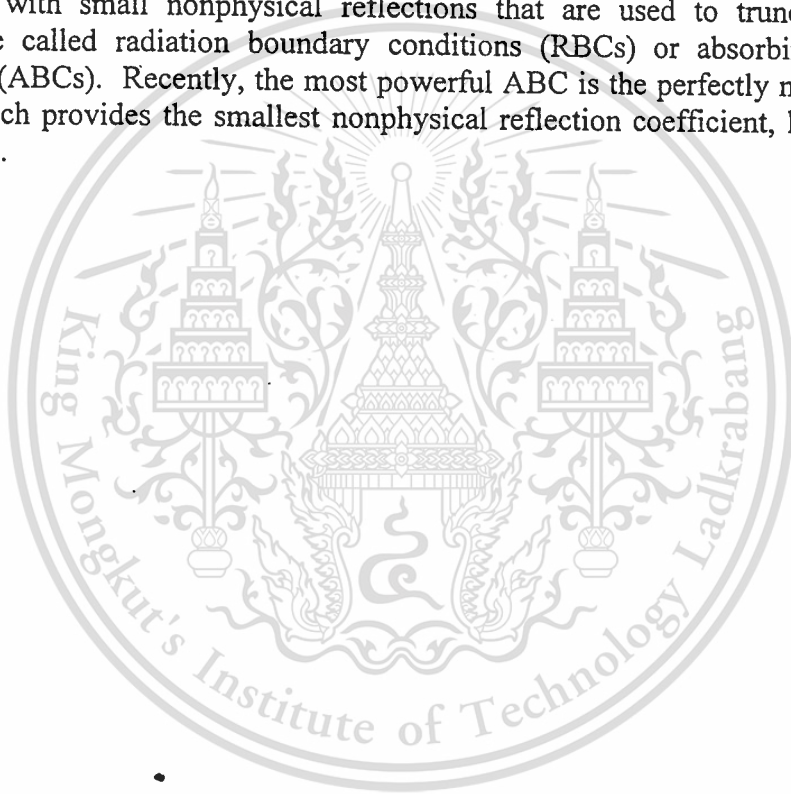 with small nonphysical reflections that are used to trun
called radiation boundary conditions (RBCs) or absorbi
(ABCs). Recently, the most powerful ABC is the perfectly
ch provides the smallest nonphysical reflection coefficient,
.
King Mongkut's Institute of Technology Ladkrabang